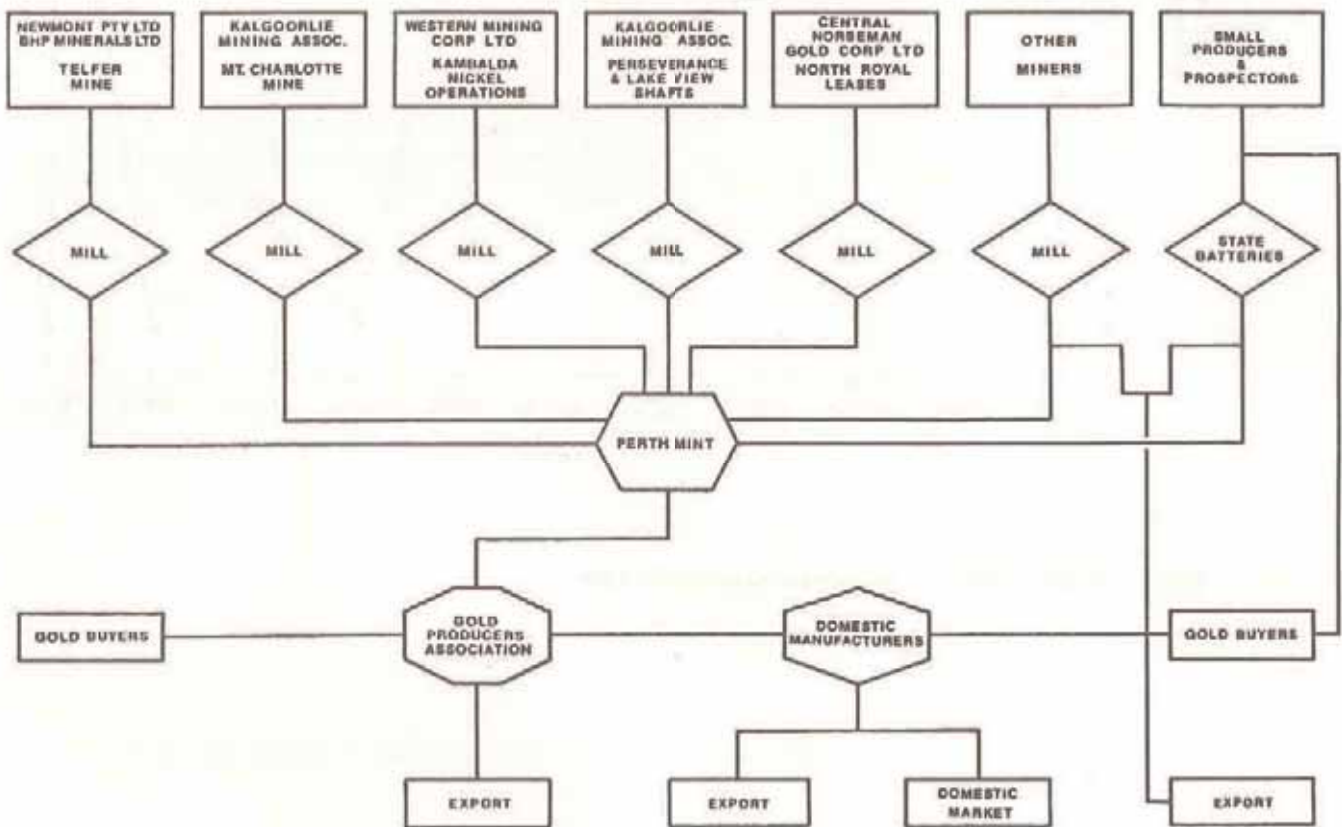 NEWMONT PTY LTD
BHP MINERALS LTD
TELFER
MINE
KALGOORLIE
MINING ASSOC.
MT. CHARLOTTE
MINE
WESTERN MINING
CORP LTD
KAMBALDA
NICKEL
OPERATIONS
KALGOORLIE
MINING ASSOC.
PERSEVERANCE
& LAKE VIEW
SHAFTS
CENTRAL
NORSEMAN
GOLD CORP LTD
NORTH ROYAL
LEASES
OTHER
MINERS
SMALL
PRODUCERS
&
PROSPECTORS
MILL
MILL
MILL
MILL
MILL
MILL
STATE
BATTERIES
PERTH MINT
GOLD BUYERS
GOLD
PRODUCERS
ASSOCIATION
DOMESTIC
MANUFACTURERS
GOLD BUYERS
EXPORT
EXPORT
DOMESTIC
MARKET
EXPORT